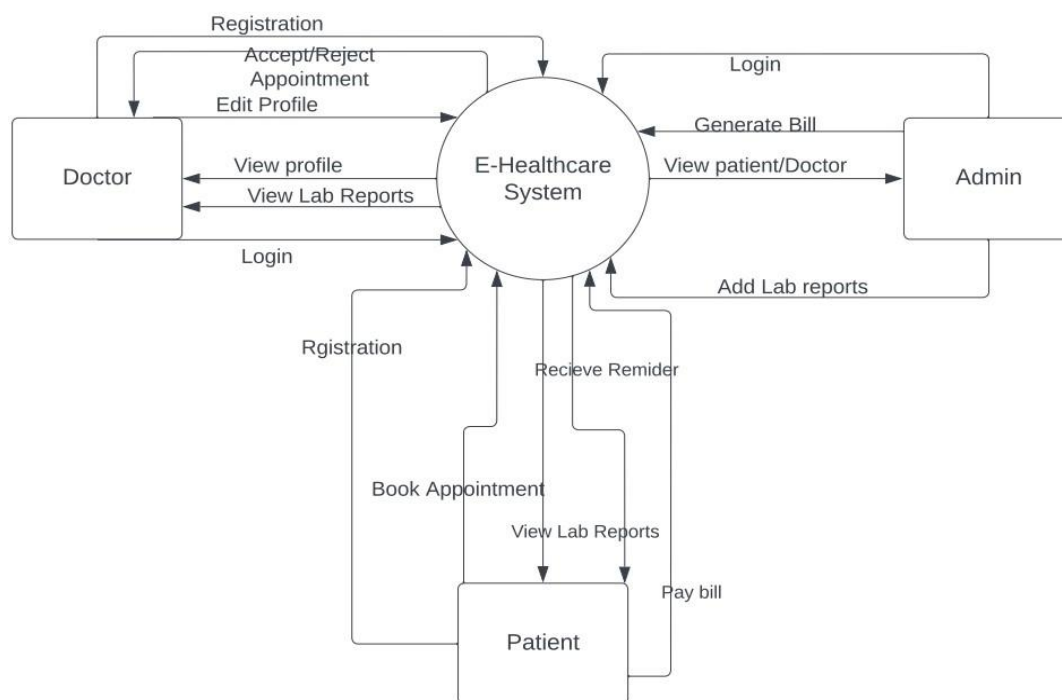 Registration
Accept/Reject
Appointment
Edit Profile
Login
Generate Bill
Doctor
View profile
E-Healthcare
System
View patient/Doctor
Admin
View Lab Reports
Login
Add Lab reports
Rgistration
Recieve Remider
Book Appointment
View Lab Reports
Pay bill
Patient